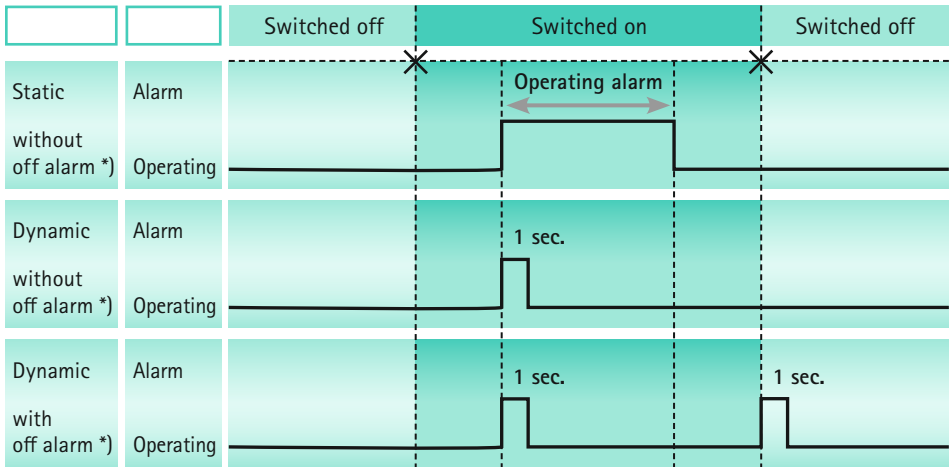 Switched off Switched on Switched off
Operating alarm
Static Alarm
without
off alarm *) Operating
Dynamic Alarm
1 sec.
without
off alarm *) Operating
Dynamic Alarm
1 sec. 1 sec.
with
off alarm *) Operating